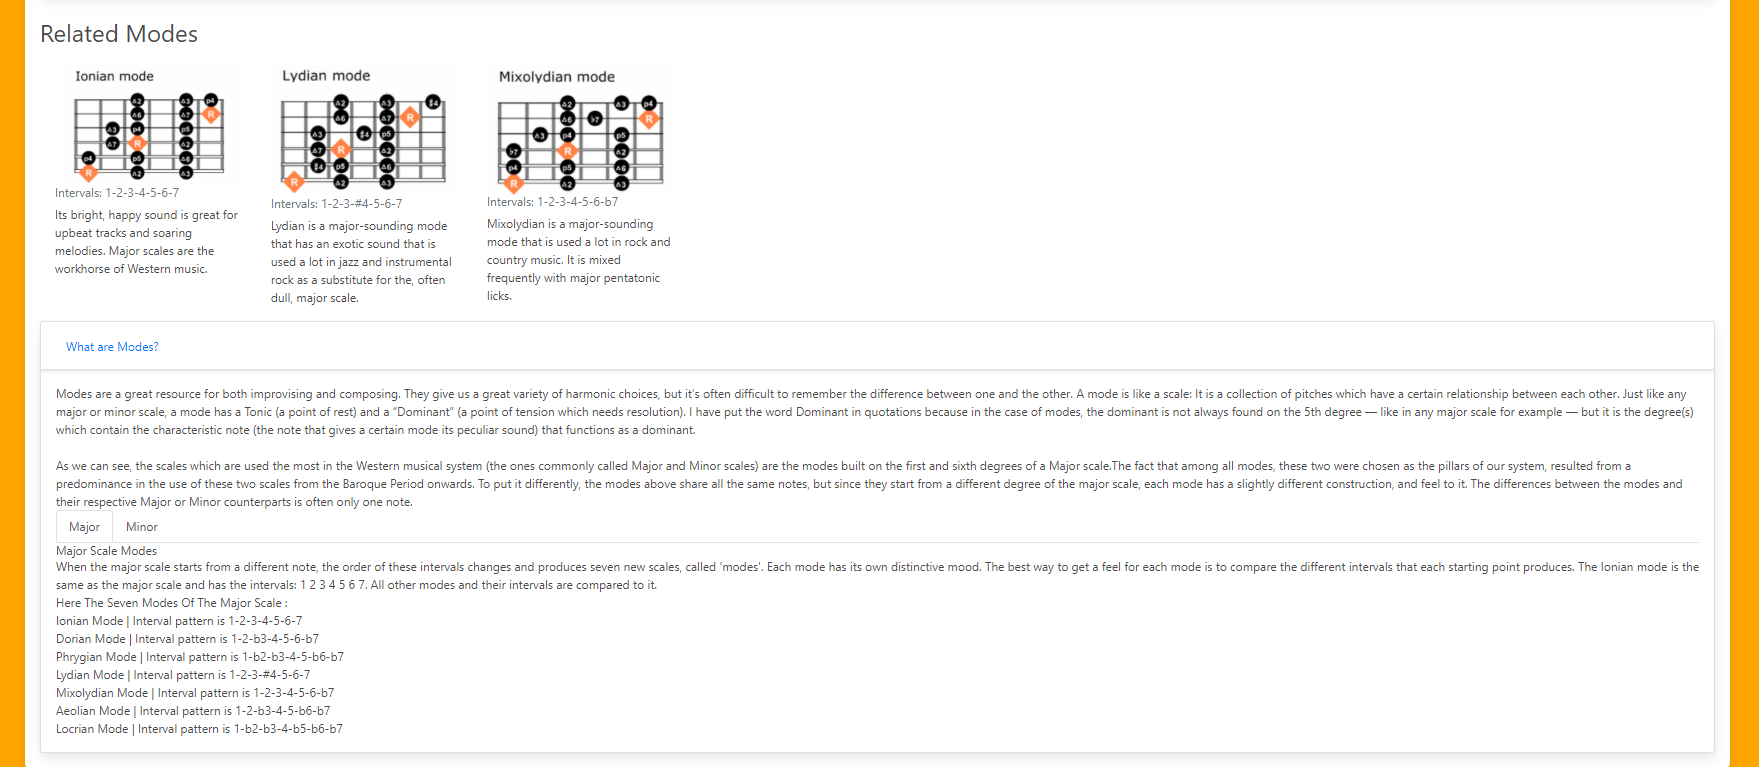 Related Modes
Ionian mode
Lydian mode
Mixolydian mode
Intervals: 1-2-3-4-5-6-7
Its bright, happy sound is great for
upbeat tracks and soaring
melodies. Major scales are the
workhorse of Western music.
Intervals: 1-2-3-#4-5-6-7
Lydian is a major-sounding mode
that has an exotic sound that is
used a lot in jazz and instrumental
rock as a substitute for the, often
dull, major scale.
Intervals: 1-2-3-4-5-6-b7
Mixolydian is a major-sounding
mode that is used a lot in rock and
country music. It is mixed
frequently with major pentatonic
licks.
What are Modes?
Modes are a great resource for both improvising and composing. They give us a great variety of harmonic choices, but it's often difficult to remember the difference between one and the other. A mode is like a scale: It is a collection of pitches which have a certain relationship between each other. Just like any
major or minor scale, a mode has a Tonic (a point of rest) and a “Dominant” (a point of tension which needs resolution). I have put the word Dominant in quotations because in the case of modes, the dominant is not always found on the 5th degree — like in any major scale for example — but it is the degree(s)
which contain the characteristic note (the note that gives a certain mode its peculiar sound) that functions as a dominant.
As we can see, the scales which are used the most in the Western musical system (the ones commonly called Major and Minor scales) are the modes built on the first and sixth degrees of a Major scale.The fact that among all modes, these two were chosen as the pillars of our system, resulted from a
predominance in the use of these two scales from the Baroque Period onwards. To put it differently, the modes above share all the same notes, but since they start from a different degree of the major scale, each mode has a slightly different construction, and feel to it. The differences between the modes and
their respective Major or Minor counterparts is often only one note.
Major Minor
Major Scale Modes
When the major scale starts from a different note, the order of these intervals changes and produces seven new scales, called 'modes'. Each mode has its own distinctive mood. The best way to get a feel for each mode is to compare the different intervals that each starting point produces. The Ionian mode is the
same as the major scale and has the intervals: 1 2 3 4 5 6 7. All other modes and their intervals are compared to it.
Here The Seven Modes Of The Major Scale :
Ionian Mode | Interval pattern is 1-2-3-4-5-6-7
Dorian Mode | Interval pattern is 1-2-b3-4-5-6-b7
Phrygian Mode | Interval pattern is 1-b2-b3-4-5-b6-b7
Lydian Mode | Interval pattern is 1-2-3-#4-5-6-7
Mixolydian Mode | Interval pattern is 1-2-3-4-5-6-b7
Aeolian Mode | Interval pattern is 1-2-b3-4-5-b6-b7
Locrian Mode | Interval pattern is 1-b2-b3-4-b5-b6-b7